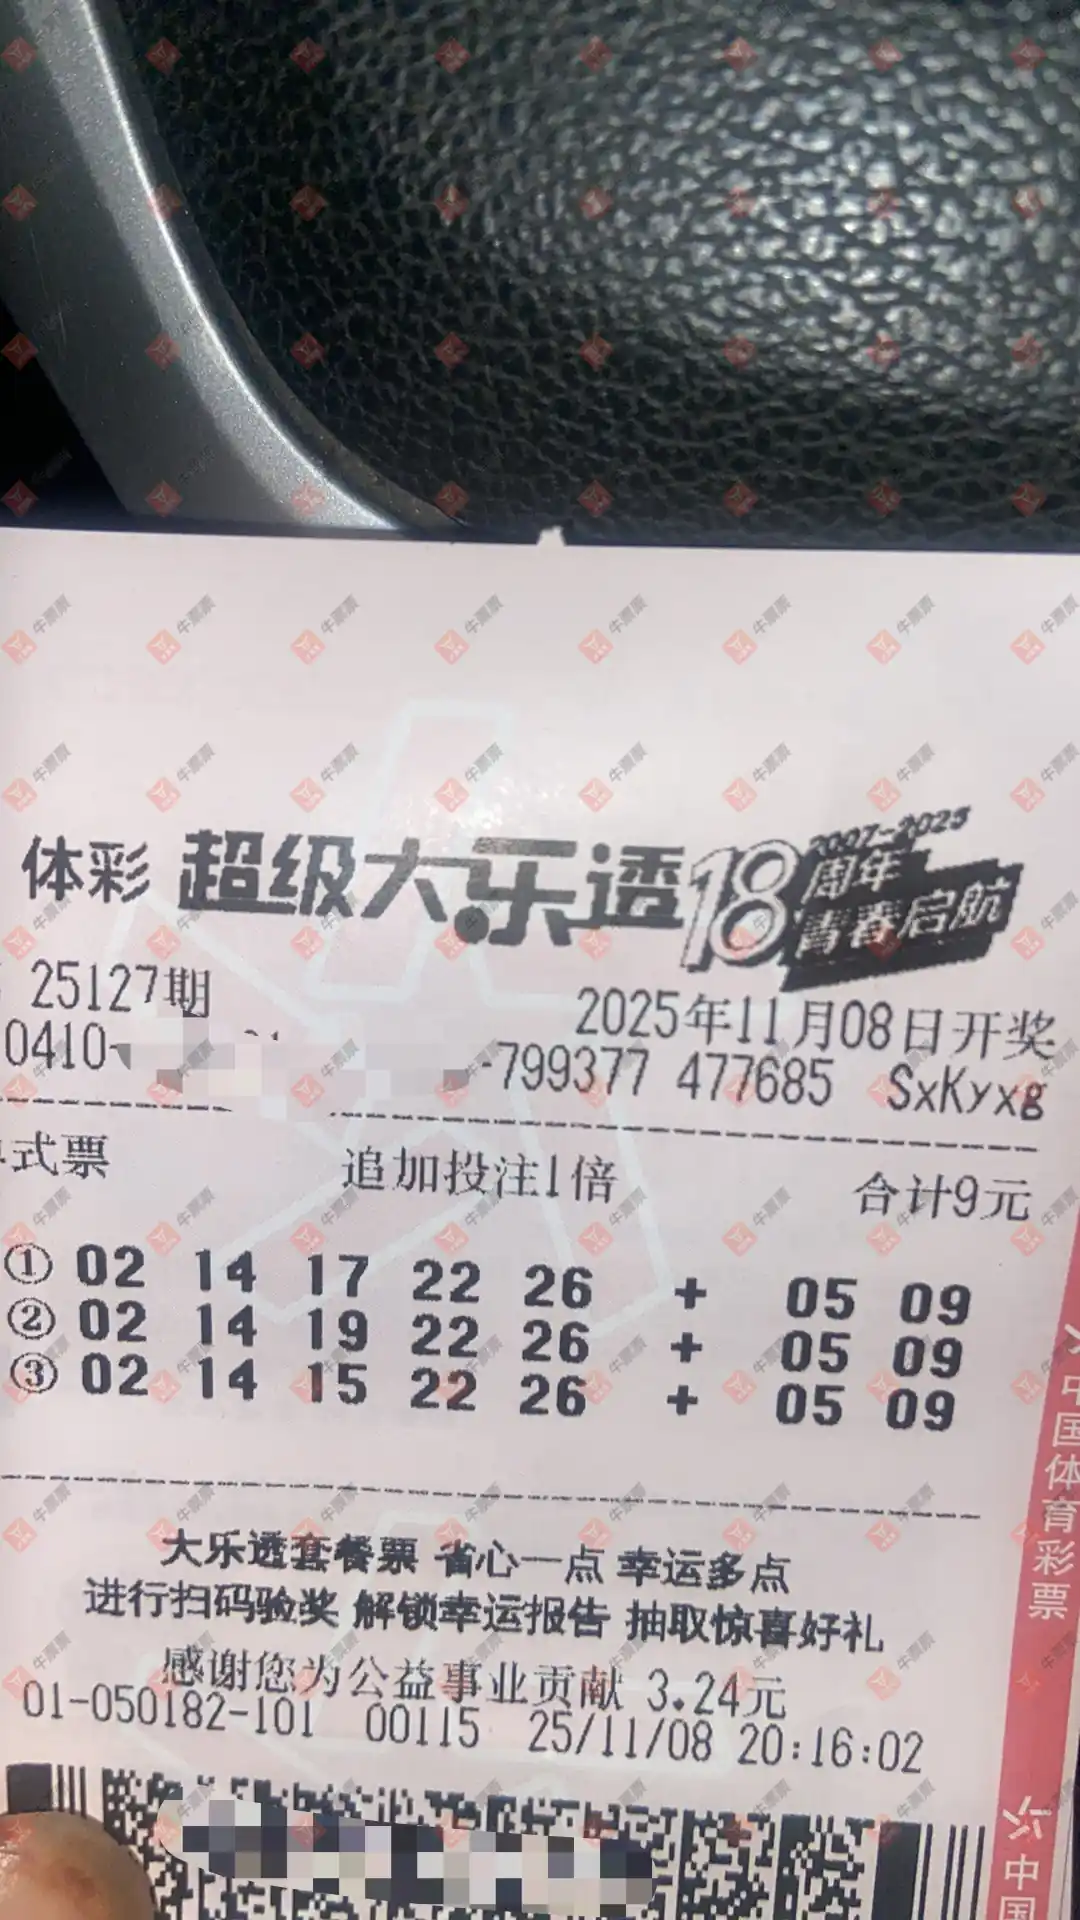 体彩 超级大乐透 18周年 2007-2025 青春启航
25127期 2025年11月08日开奖
0410- -799377 477685 SxKyxg
式票 追加投注1倍 合计9元
① 02 14 17 22 26 + 05 09
② 02 14 19 22 26 + 05 09
③ 02 14 15 22 26 + 05 09
大乐透套餐票 省心一点 幸运多点
进行扫码验奖 解锁幸运报告 抽取惊喜好礼
感谢您为公益事业贡献 3.24元
01-050182-101 00115 25/11/08 20:16:02
中国体育彩票
中国
牛票票